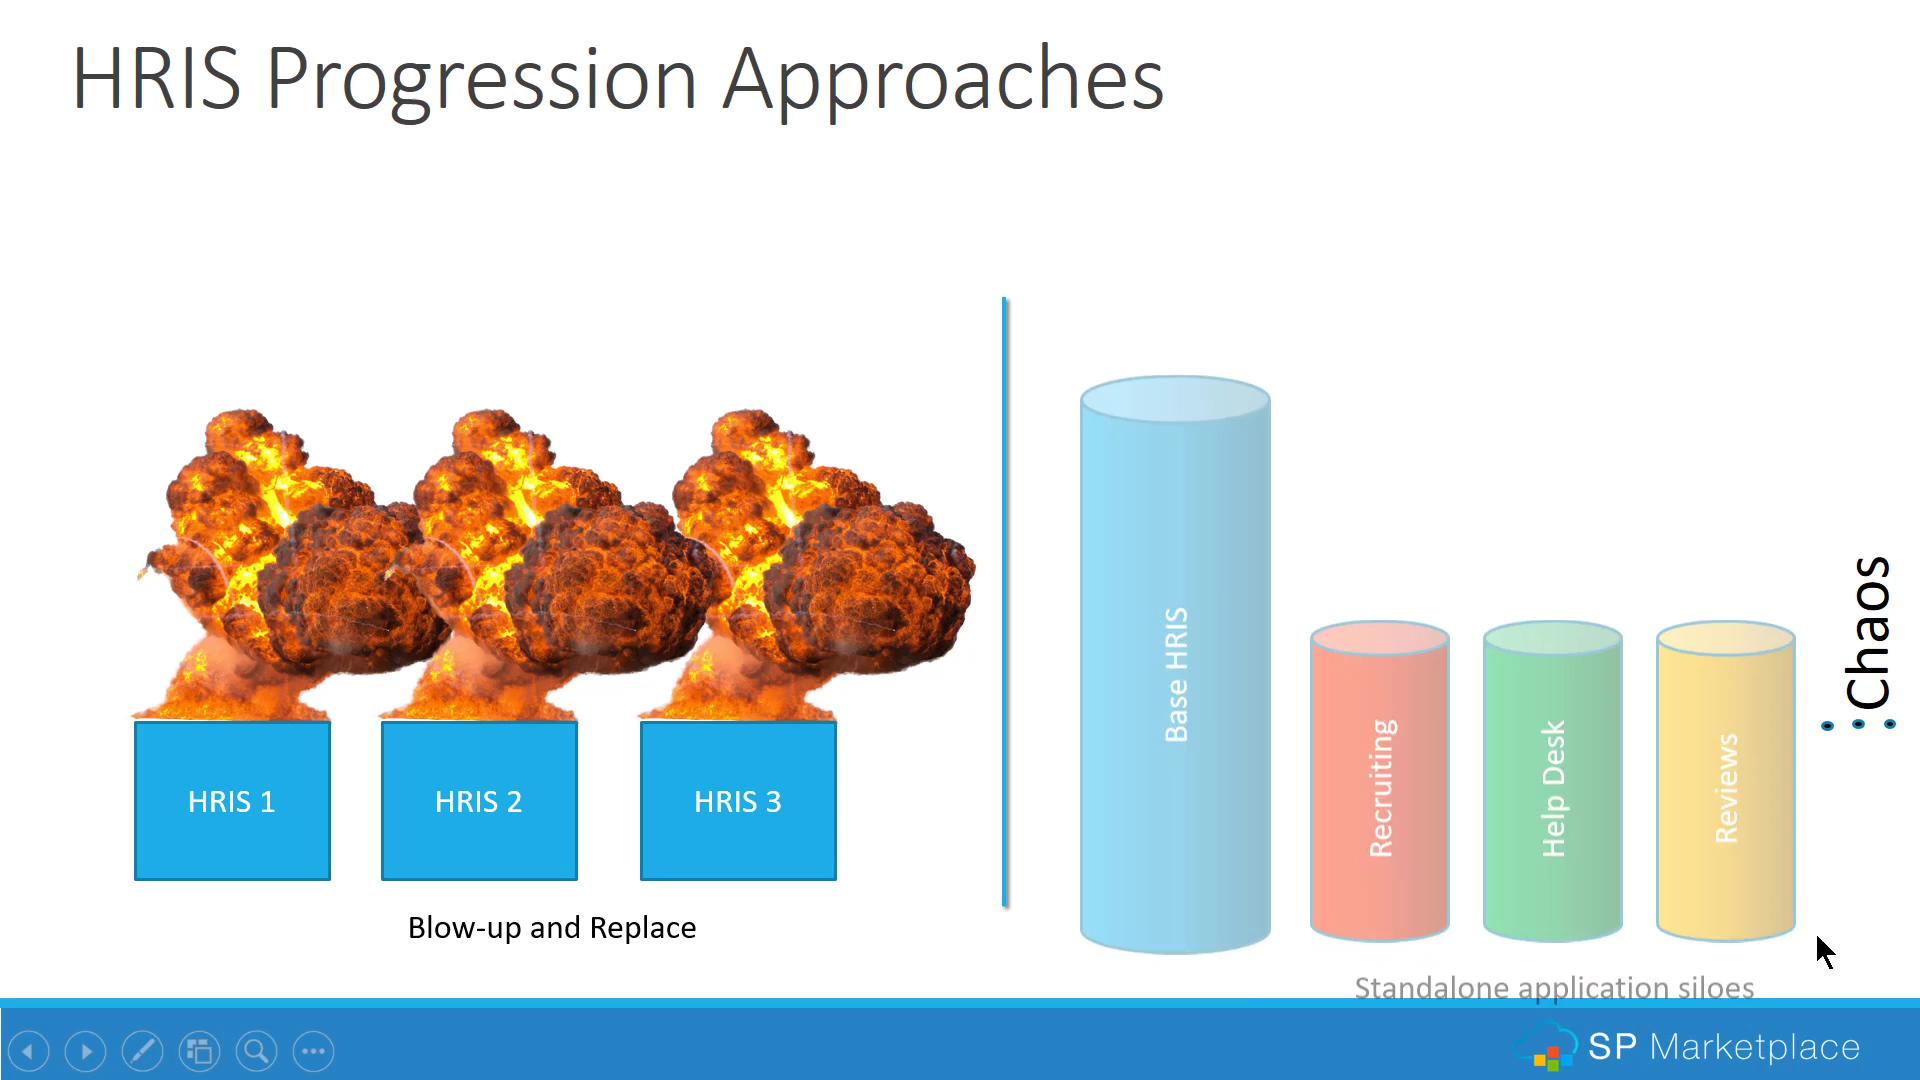 HRIS Progression Approaches
HRIS 1
HRIS 2
HRIS 3
Blow-up and Replace
Base HRIS
Recruiting
Help Desk
Reviews
Chaos
Standalone application siloes
SP Marketplace